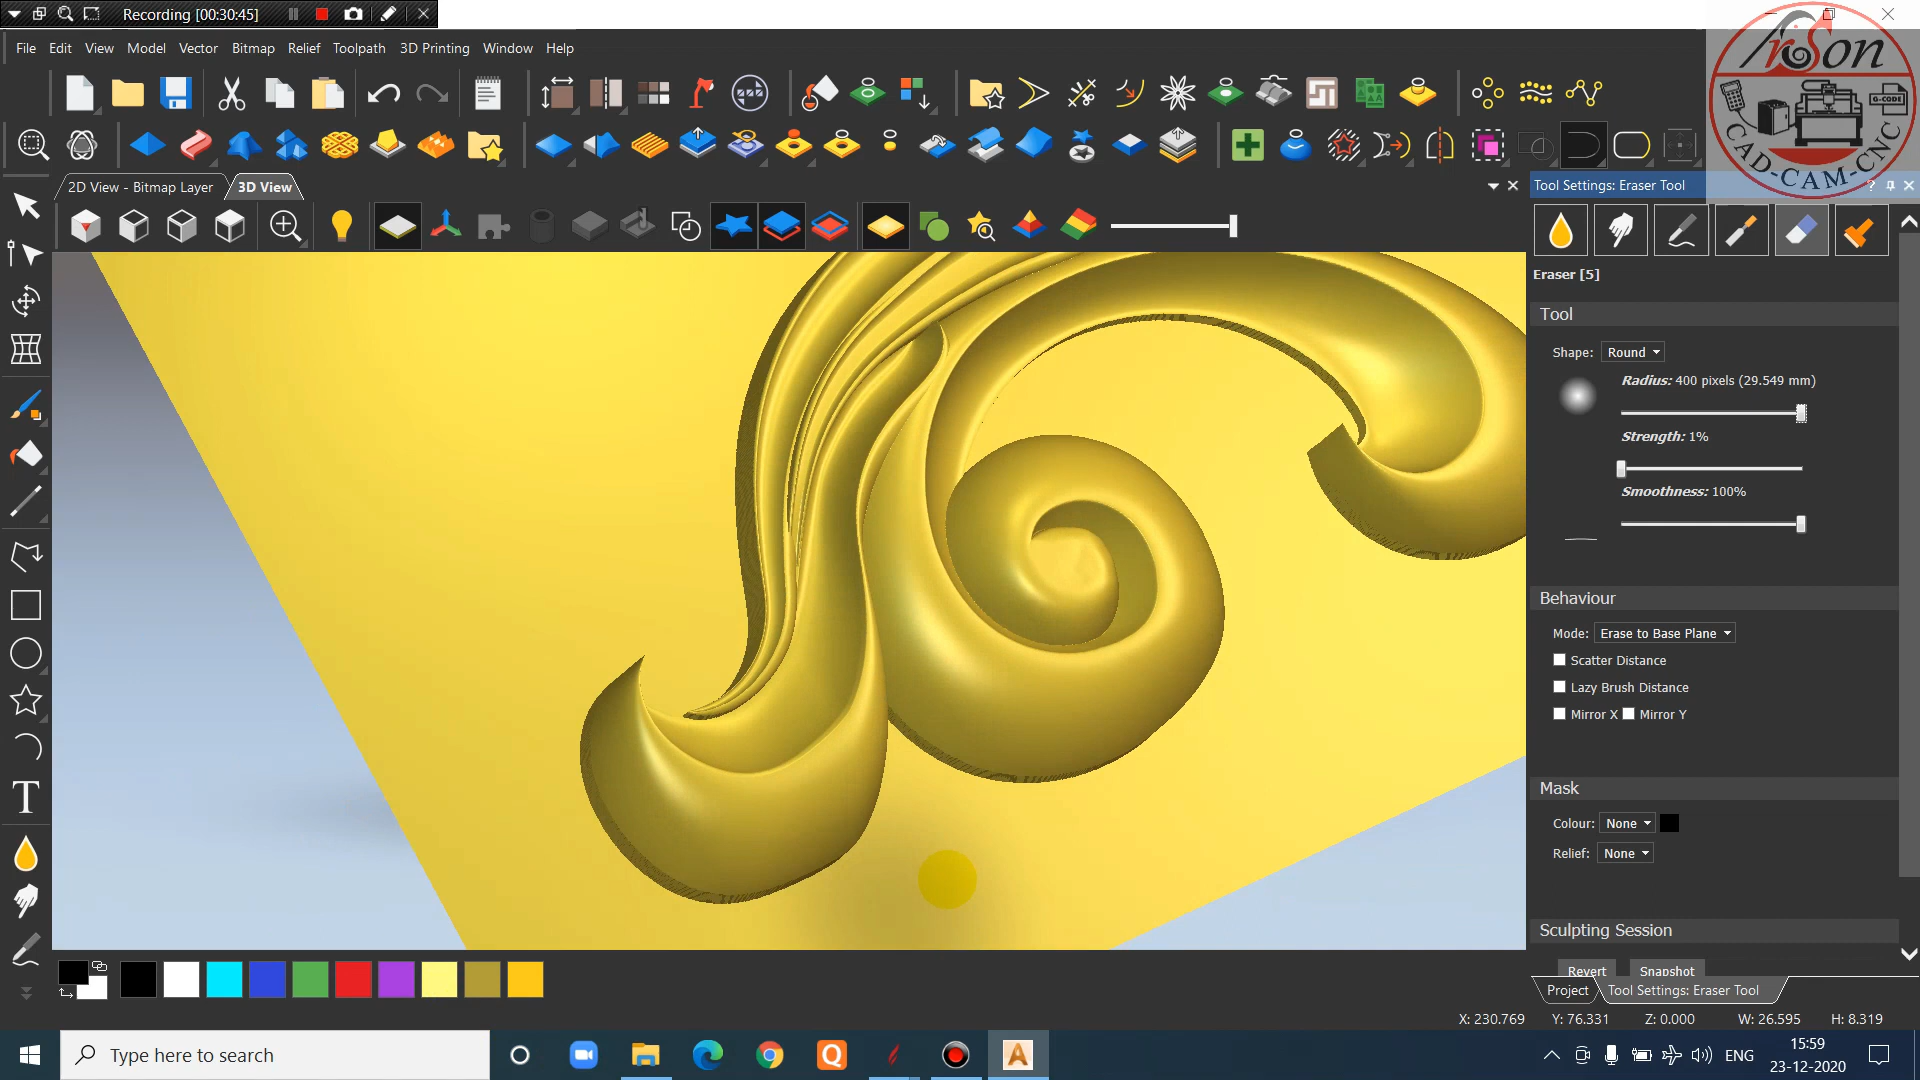 Recording [00:30:45]
File Edit View Model Vector Bitmap Relief Toolpath 3D Printing Window Help
ArSon
G-CODE
CAD-CAM-CNC
2D View - Bitmap Layer
3D View
Tool Settings: Eraser Tool
?
Eraser [5]
Tool
Shape: Round
Radius: 400 pixels (29.549 mm)
Strength: 1%
Smoothness: 100%
Behaviour
Mode: Erase to Base Plane
Scatter Distance
Lazy Brush Distance
Mirror X Mirror Y
Mask
Colour: None
Relief: None
Sculpting Session
Revert Snapshot
Project Tool Settings: Eraser Tool
X: 230.769 Y: 76.331 Z: 0.000 W: 26.595 H: 8.319
Type here to search
ENG
15:59
23-12-2020